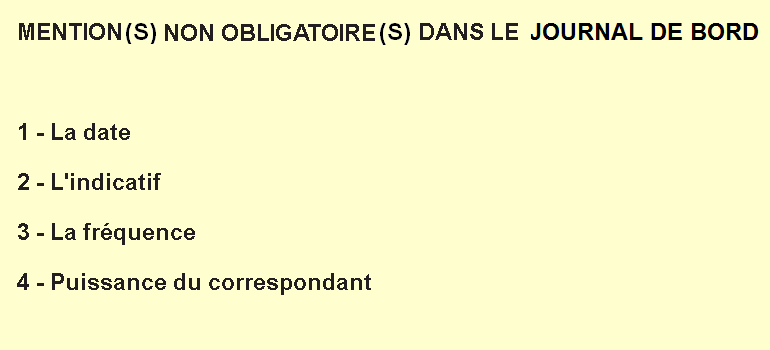 MENTION(S) NON OBLIGATOIRE(S) DANS LE JOURNAL DE BORD
1 - La date
2 - L'indicatif
3 - La fréquence
4 - Puissance du correspondant